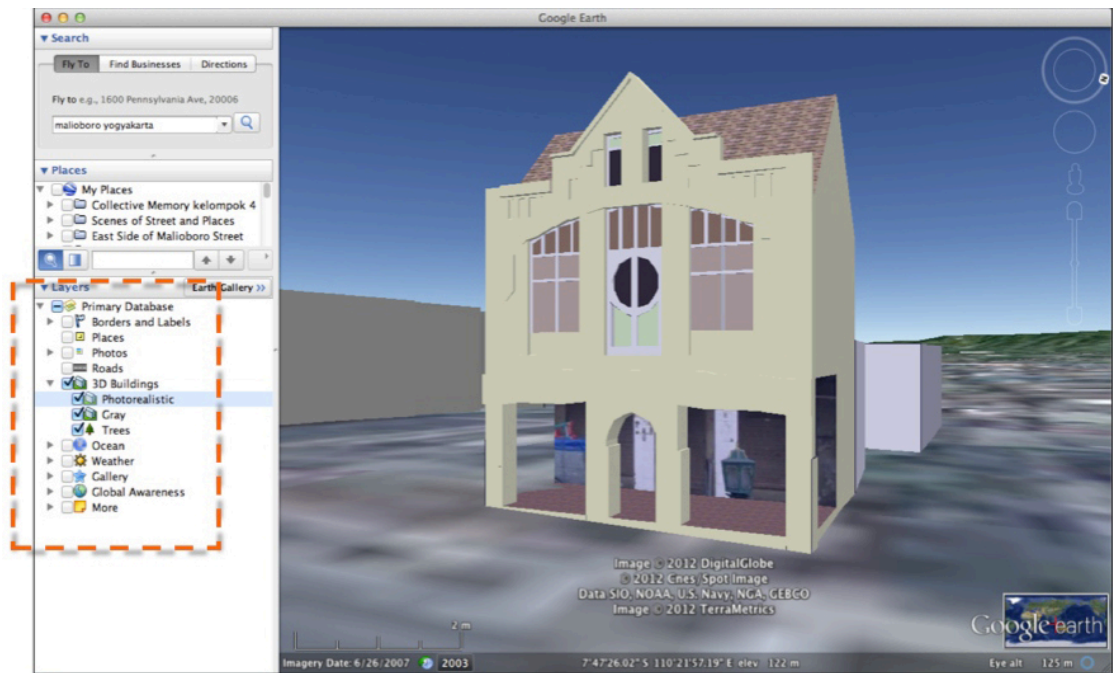 Google Earth
Search
Fly To Find Businesses Directions
Fly to e.g., 1600 Pennsylvania Ave, 20006
malioboro yogyakarta
Places
My Places
Collective Memory kelompok 4
Scenes of Street and Places
East Side of Malioboro Street
Layers Earth Gallery >>
Primary Database
Borders and Labels
Places
Photos
Roads
3D Buildings
Photorealistic
Gray
Trees
Ocean
Weather
Gallery
Global Awareness
More
N
Image © 2012 DigitalGlobe
© 2012 Cnes/Spot Image
Data SIO, NOAA, U.S. Navy, NGA, GEBCO
Image © 2012 TerraMetrics
2 m
Google earth
Imagery Date: 6/26/2007 2003 7°47'26.02" S 110°21'57.19" E elev 122 m Eye alt 125 m